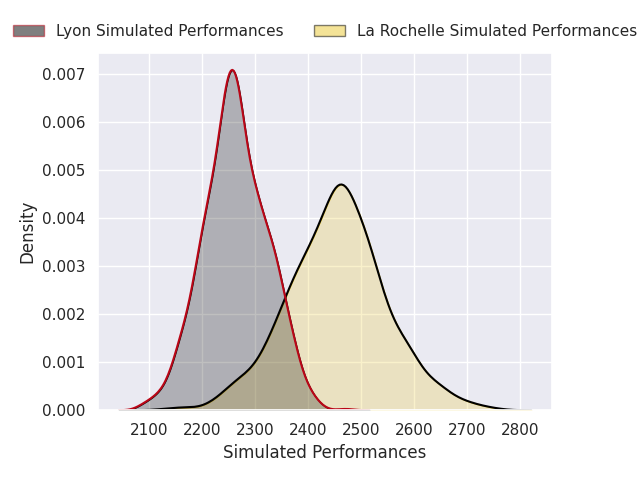 Lyon Simulated Performances La Rochelle Simulated Performances
0.007
0.006
0.005
0.004
0.003
0.002
0.001
0.000
Density
2100 2200 2300 2400 2500 2600 2700 2800
Simulated Performances